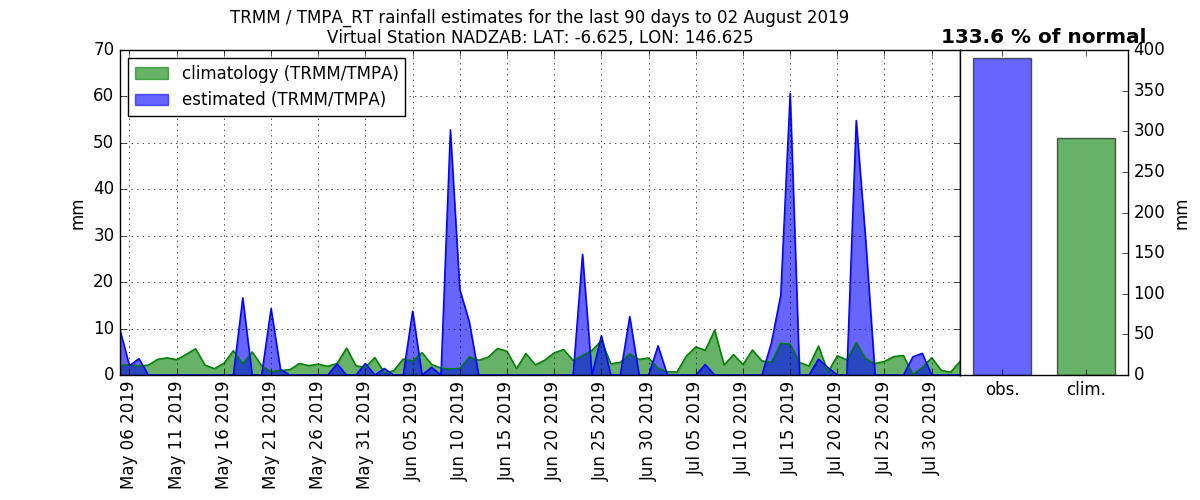 TRMM / TMPA_RT rainfall estimates for the last 90 days to 02 August 2019
Virtual Station NADZAB: LAT: -6.625, LON: 146.625
133.6 % of normal
climatology (TRMM/TMPA)
estimated (TRMM/TMPA)
70
60
50
40
30
20
10
0
mm
May 06 2019
May 11 2019
May 16 2019
May 21 2019
May 26 2019
May 31 2019
Jun 05 2019
Jun 10 2019
Jun 15 2019
Jun 20 2019
Jun 25 2019
Jun 30 2019
Jul 05 2019
Jul 10 2019
Jul 15 2019
Jul 20 2019
Jul 25 2019
Jul 30 2019
obs.
clim.
400
350
300
250
200
150
100
50
0
mm